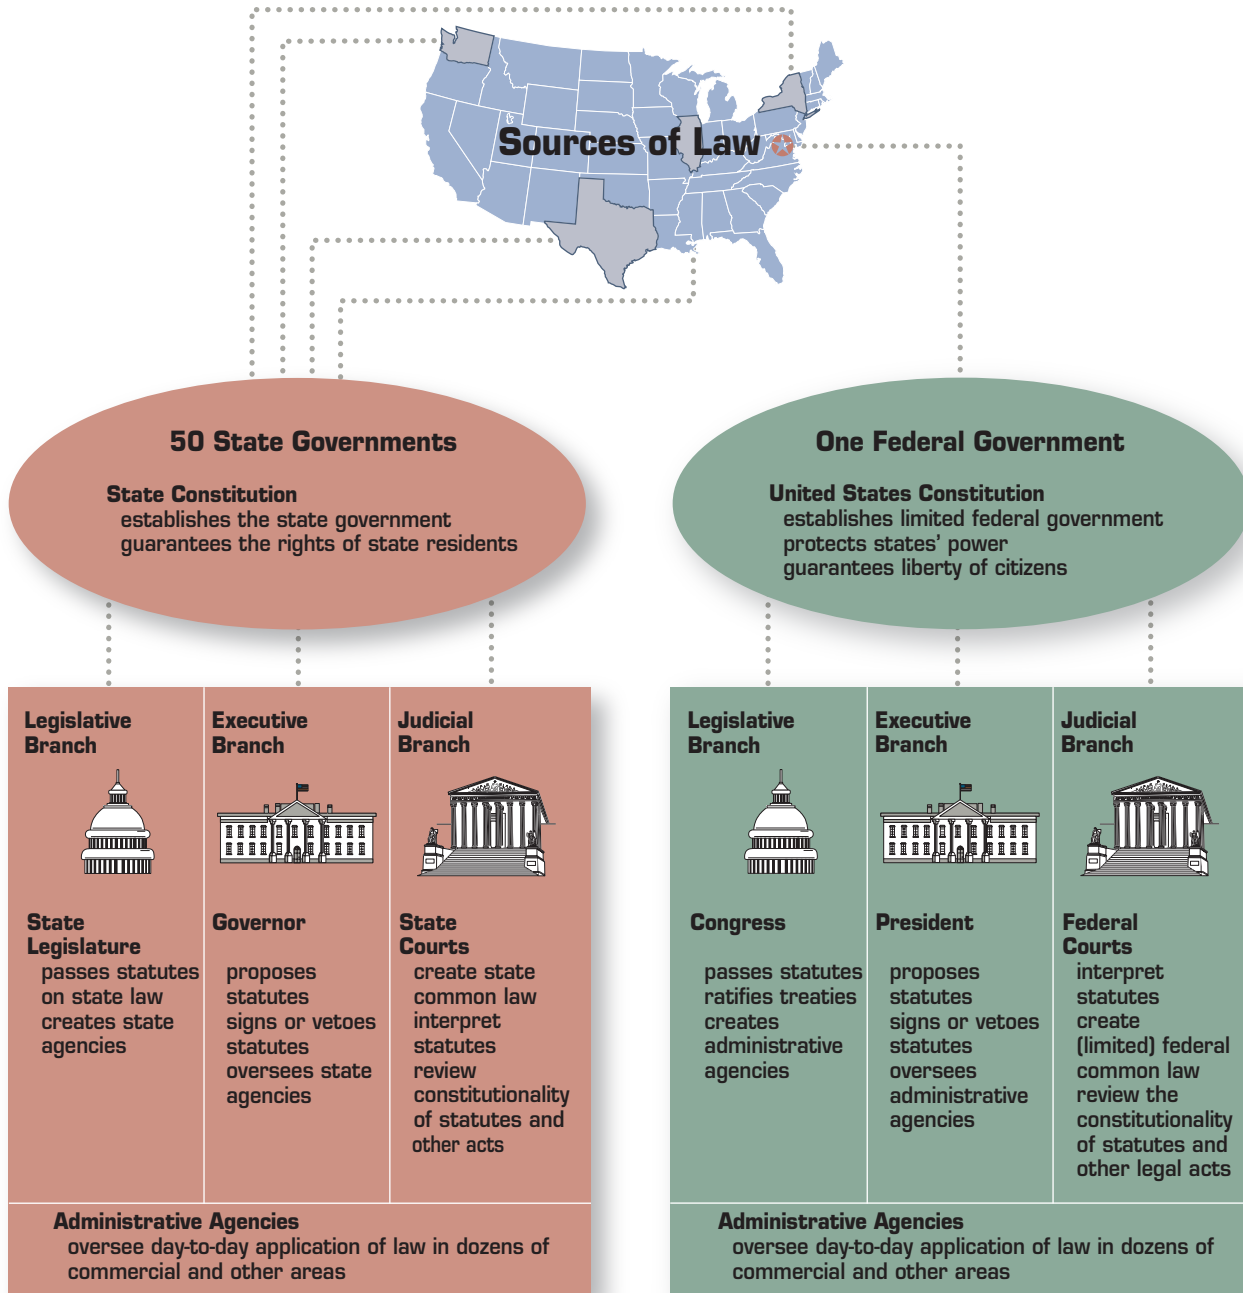 Sources of Law
50 State Governments
State Constitution
establishes the state government
guarantees the rights of state residents
One Federal Government
United States Constitution
establishes limited federal government
protects states’ power
guarantees liberty of citizens
Legislative
Branch
State
Legislature
passes statutes
on state law
creates state
agencies
Executive
Branch
Governor
proposes
statutes
signs or vetoes
statutes
oversees state
agencies
Judicial
Branch
State
Courts
create state
common law
interpret
statutes
review
constitutionality
of statutes and
other acts
Administrative Agencies
oversee day-to-day application of law in dozens of
commercial and other areas
Legislative
Branch
Congress
passes statutes
ratifies treaties
creates
administrative
agencies
Executive
Branch
President
proposes
statutes
signs or vetoes
statutes
oversees
administrative
agencies
Judicial
Branch
Federal
Courts
interpret
statutes
create
(limited) federal
common law
review the
constitutionality
of statutes and
other legal acts
Administrative Agencies
oversee day-to-day application of law in dozens of
commercial and other areas